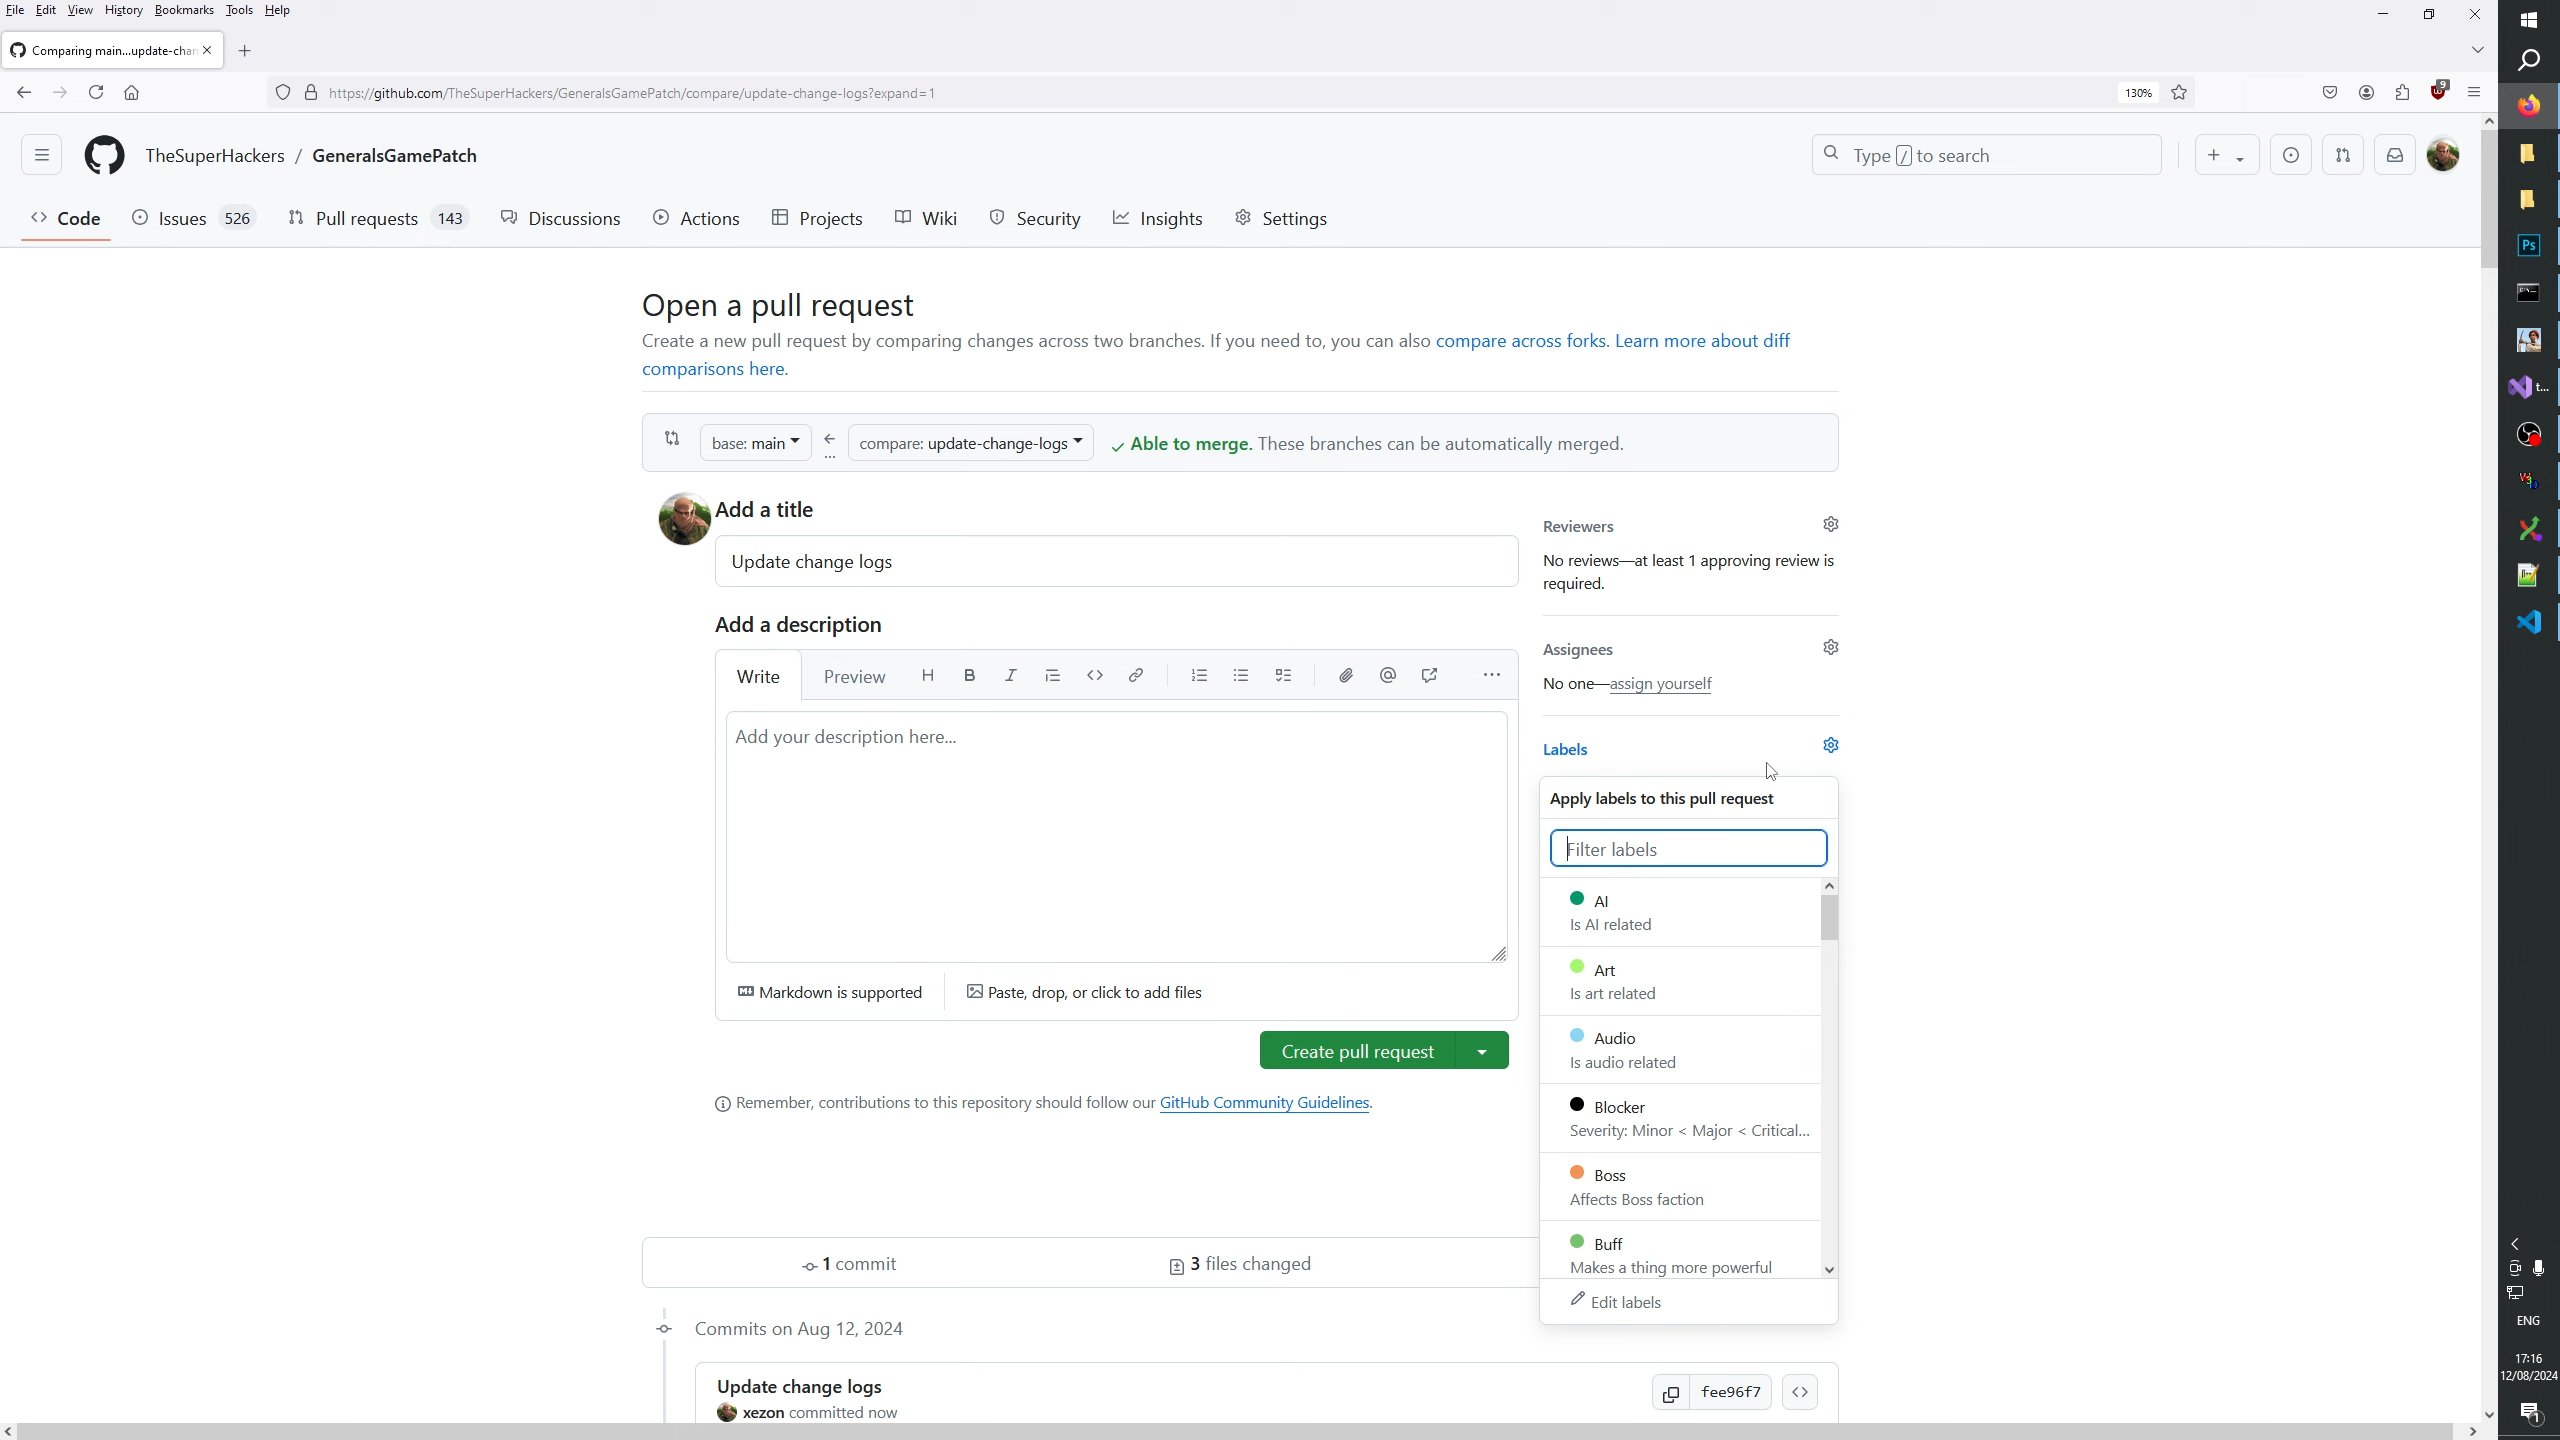 File Edit View History Bookmarks Tools Help
Comparing main...update-chan
https://github.com/TheSuperHackers/GeneralsGamePatch/compare/update-change-logs?expand=1
130%
9
TheSuperHackers / GeneralsGamePatch
Type / to search
Code
Issues 526
Pull requests 143
Discussions
Actions
Projects
Wiki
Security
Insights
Settings
Open a pull request
Create a new pull request by comparing changes across two branches. If you need to, you can also compare across forks. Learn more about diff
comparisons here.
base: main
...
compare: update-change-logs
Able to merge. These branches can be automatically merged.
Add a title
Update change logs
Add a description
Write
Preview
Add your description here...
Markdown is supported
Paste, drop, or click to add files
Create pull request
Remember, contributions to this repository should follow our GitHub Community Guidelines.
Reviewers
No reviews—at least 1 approving review is
required.
Assignees
No one—assign yourself
Labels
Apply labels to this pull request
Filter labels
AI
Is AI related
Art
Is art related
Audio
Is audio related
Blocker
Severity: Minor < Major < Critical...
Boss
Affects Boss faction
Buff
Makes a thing more powerful
Edit labels
1 commit
3 files changed
Commits on Aug 12, 2024
Update change logs
xezon committed now
fee96f7
Ps
t...
ENG
17:16
12/08/2024
1